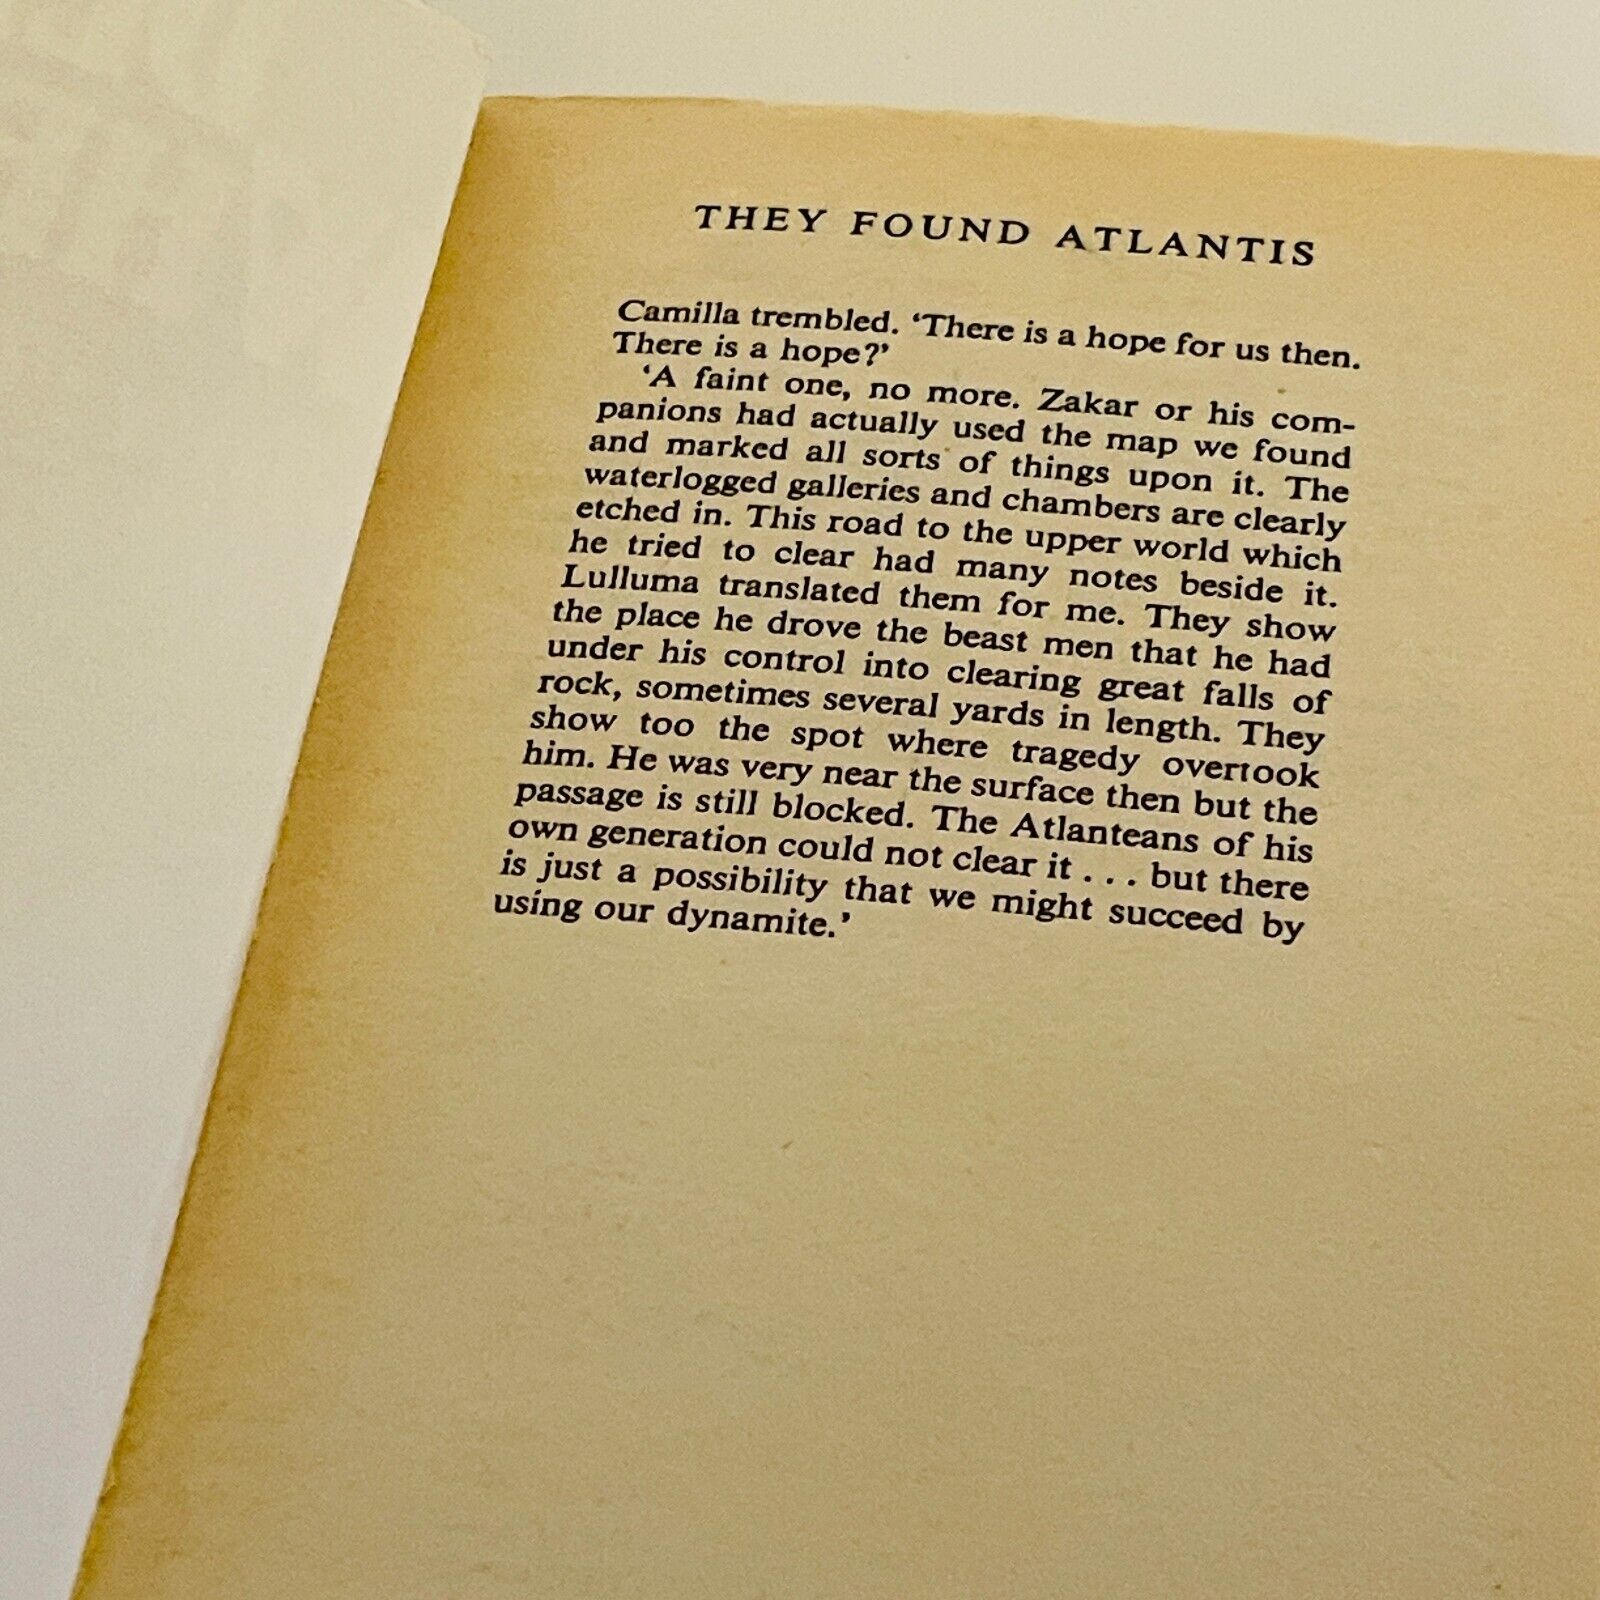 THEY FOUND ATLANTIS
Camilla trembled. ‘There is a hope for us then.
There is a hope?’
‘A faint one, no more. Zakar or his com-
panions had actually used the map we found
and marked all sorts of things upon it. The
waterlogged galleries and chambers are clearly
etched in. This road to the upper world which
he tried to clear had many notes beside it.
Lulluma translated them for me. They show
the place he drove the beast men that he had
under his control into clearing great falls of
rock, sometimes several yards in length. They
show too the spot where tragedy overtook
him. He was very near the surface then but the
passage is still blocked. The Atlanteans of his
own generation could not clear it . . . but there
is just a possibility that we might succeed by
using our dynamite.’